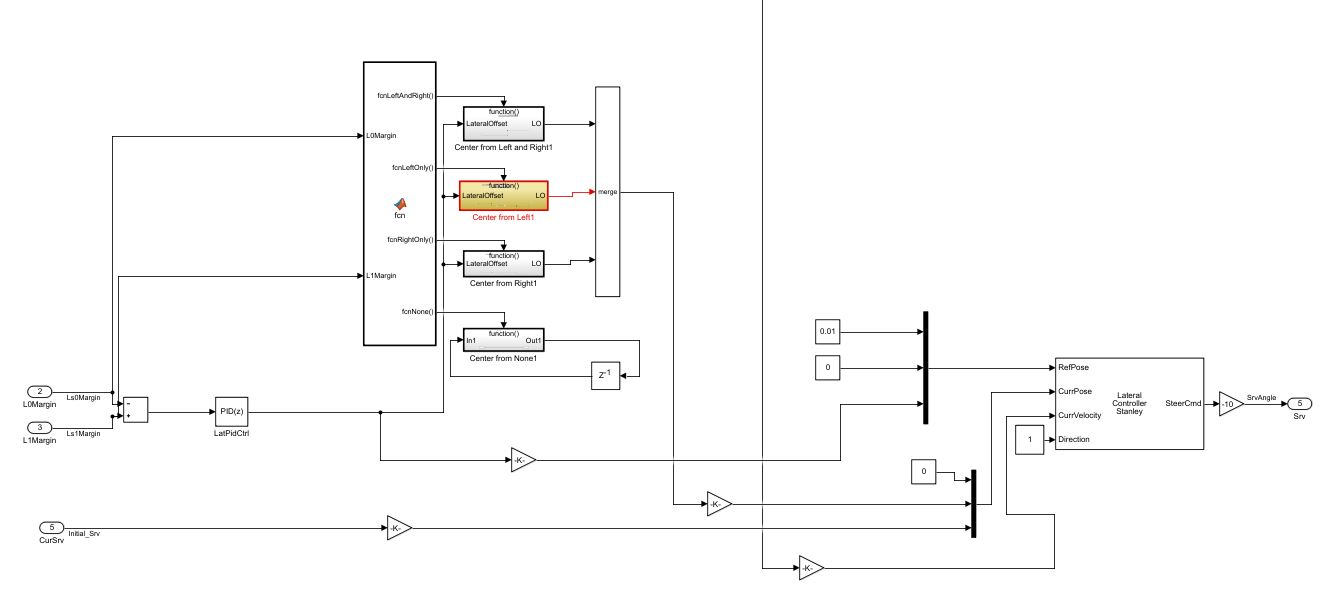 fcnLeftAndRight()
function()
LateralOffset
LO
Center from Left and Right1
L0Margin
fcnLeftOnly()
function()
LateralOffset
LO
merge
Center from Left1
fcn
fcnRightOnly()
function()
LateralOffset
LO
L1Margin
Center from Right1
fcnNone()
function()
In1
Out1
Center from None1
Z-1
0.01
0
RefPose
CurrPose
CurrVelocity
Direction
Lateral
Controller
Stanley
SteerCmd
-10
SrvAngle
5
Srv
1
2
L0Margin
Ls0Margin
3
L1Margin
Ls1Margin
-
+
PID(z)
LatPidCtrl
-K-
0
-K-
5
CurSrv
Initial_Srv
-K-
-K-